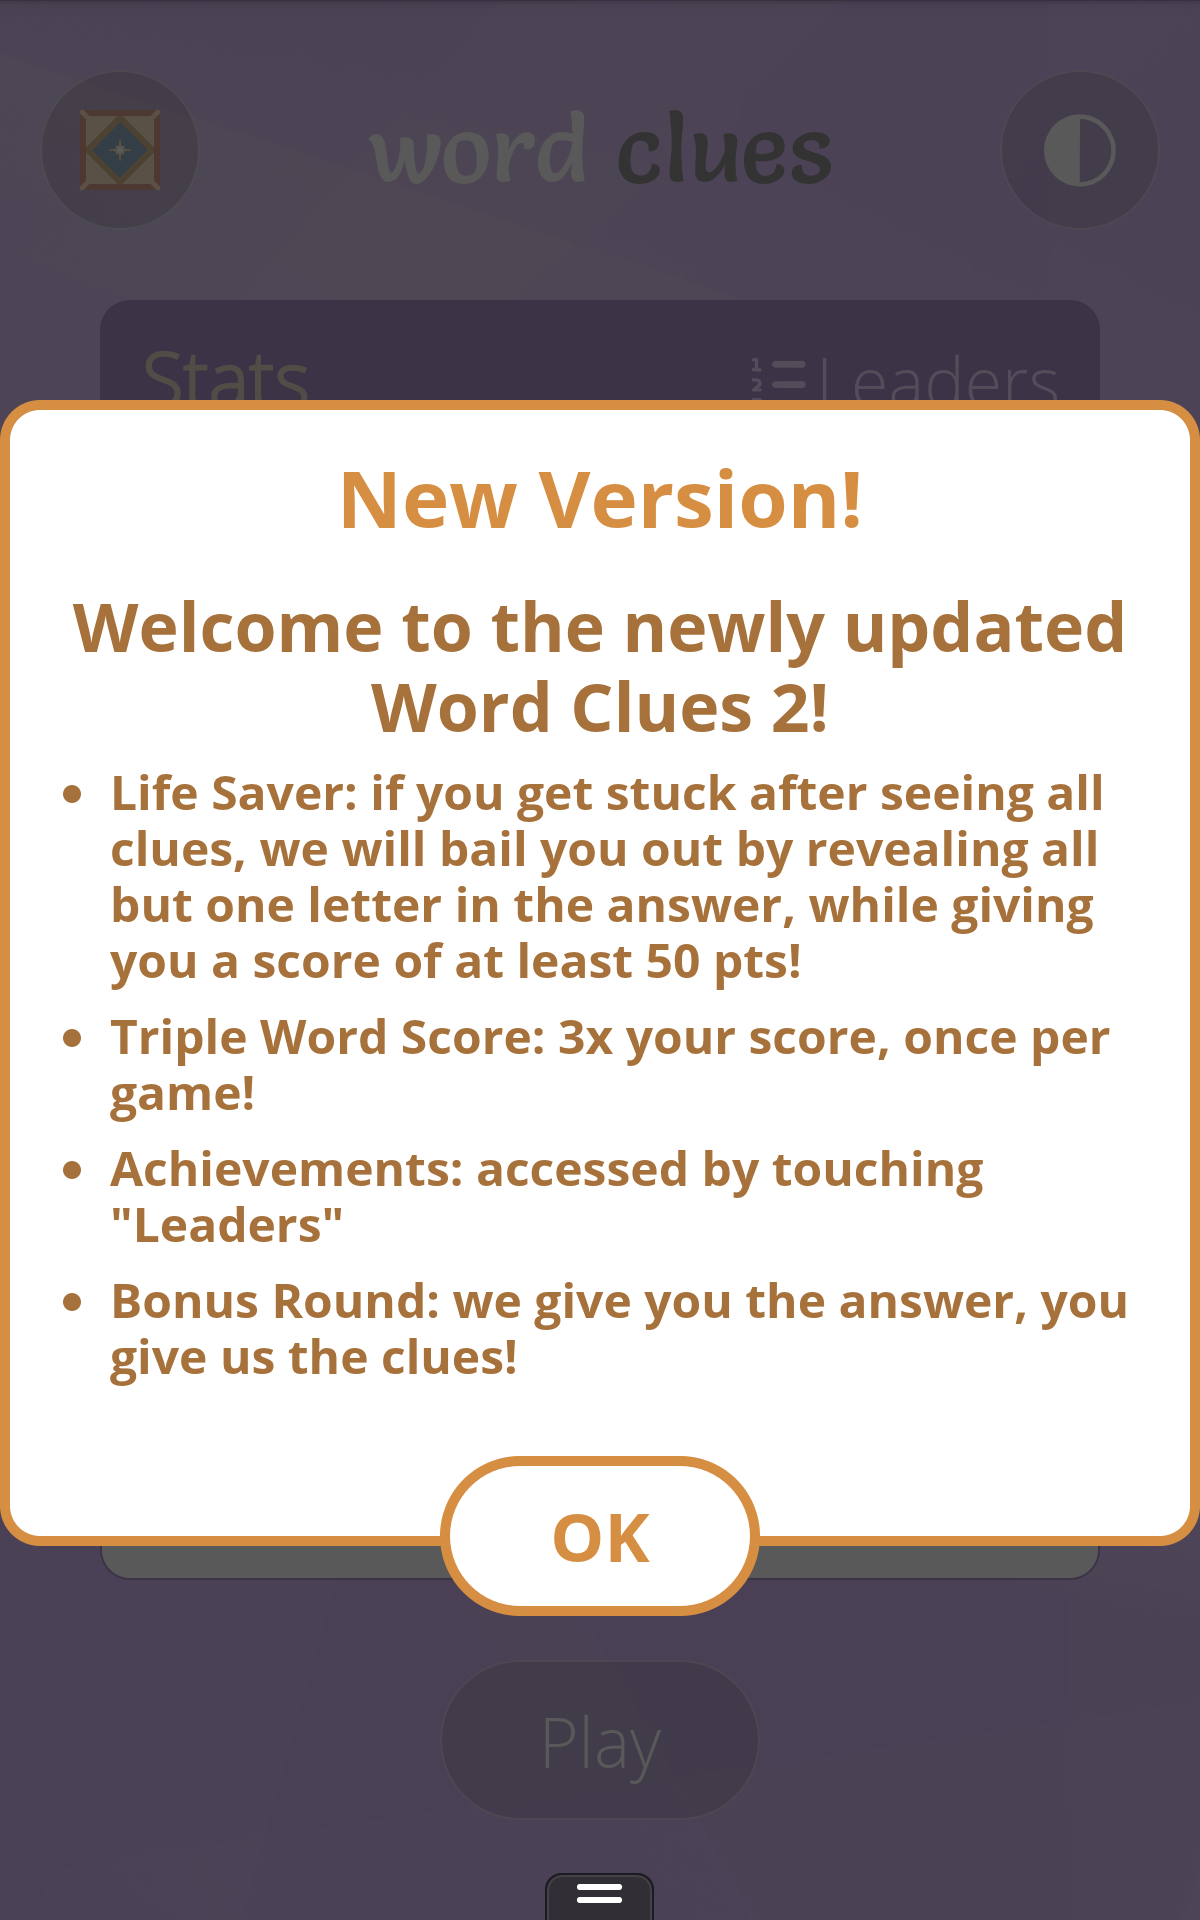 word clues
Stats
Leaders
New Version!
Welcome to the newly updated
Word Clues 2!
• Life Saver: if you get stuck after seeing all
clues, we will bail you out by revealing all
but one letter in the answer, while giving
you a score of at least 50 pts!
• Triple Word Score: 3x your score, once per
game!
• Achievements: accessed by touching
"Leaders"
• Bonus Round: we give you the answer, you
give us the clues!
OK
Play